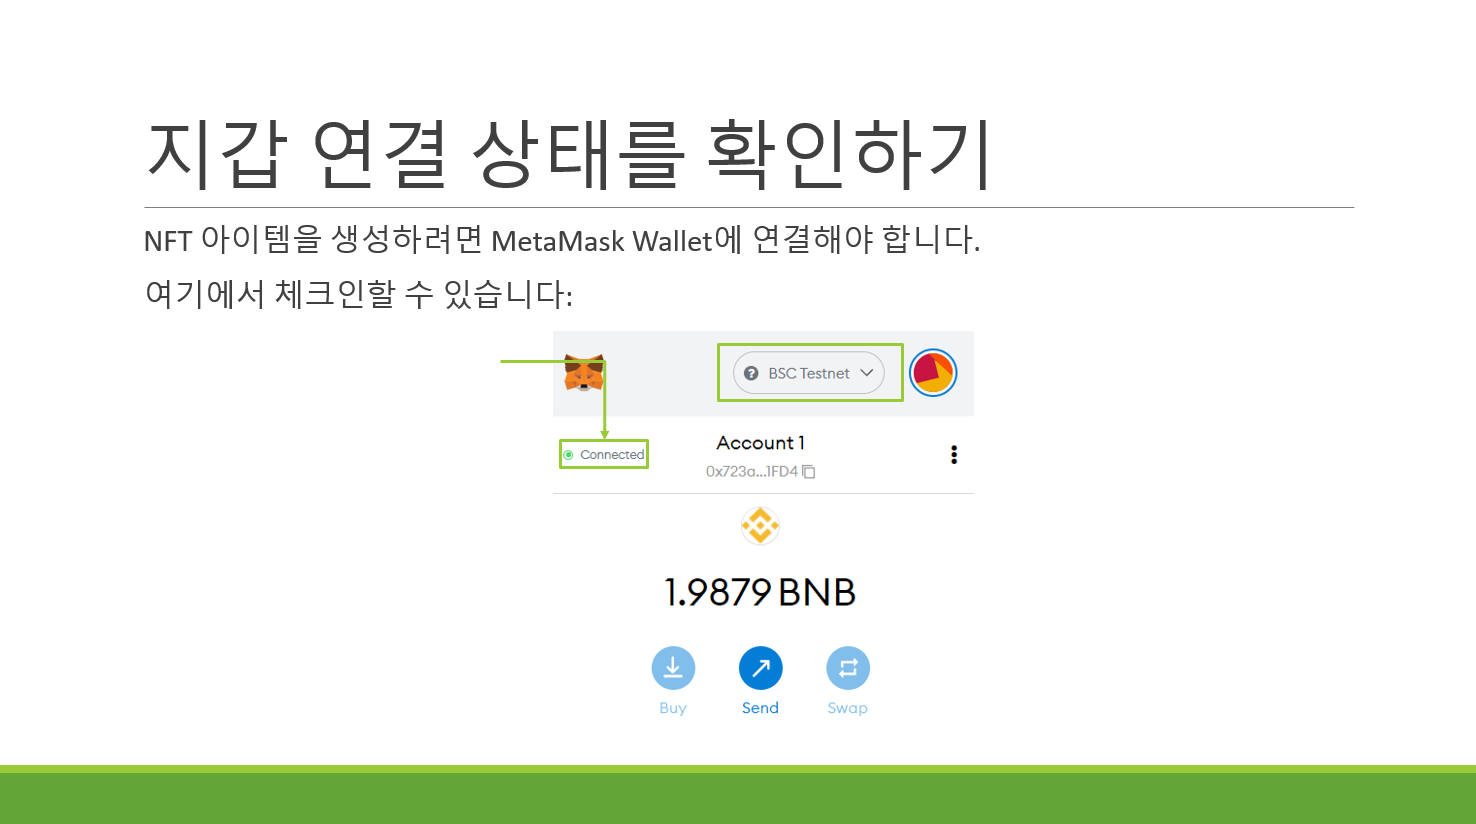 지갑 연결 상태를 확인하기
NFT 아이템을 생성하려면 MetaMask Wallet에 연결해야 합니다.
여기에서 체크인할 수 있습니다:
BSC Testnet
Connected
Account 1
0x723a...1FD4
1.9879 BNB
Buy Send Swap